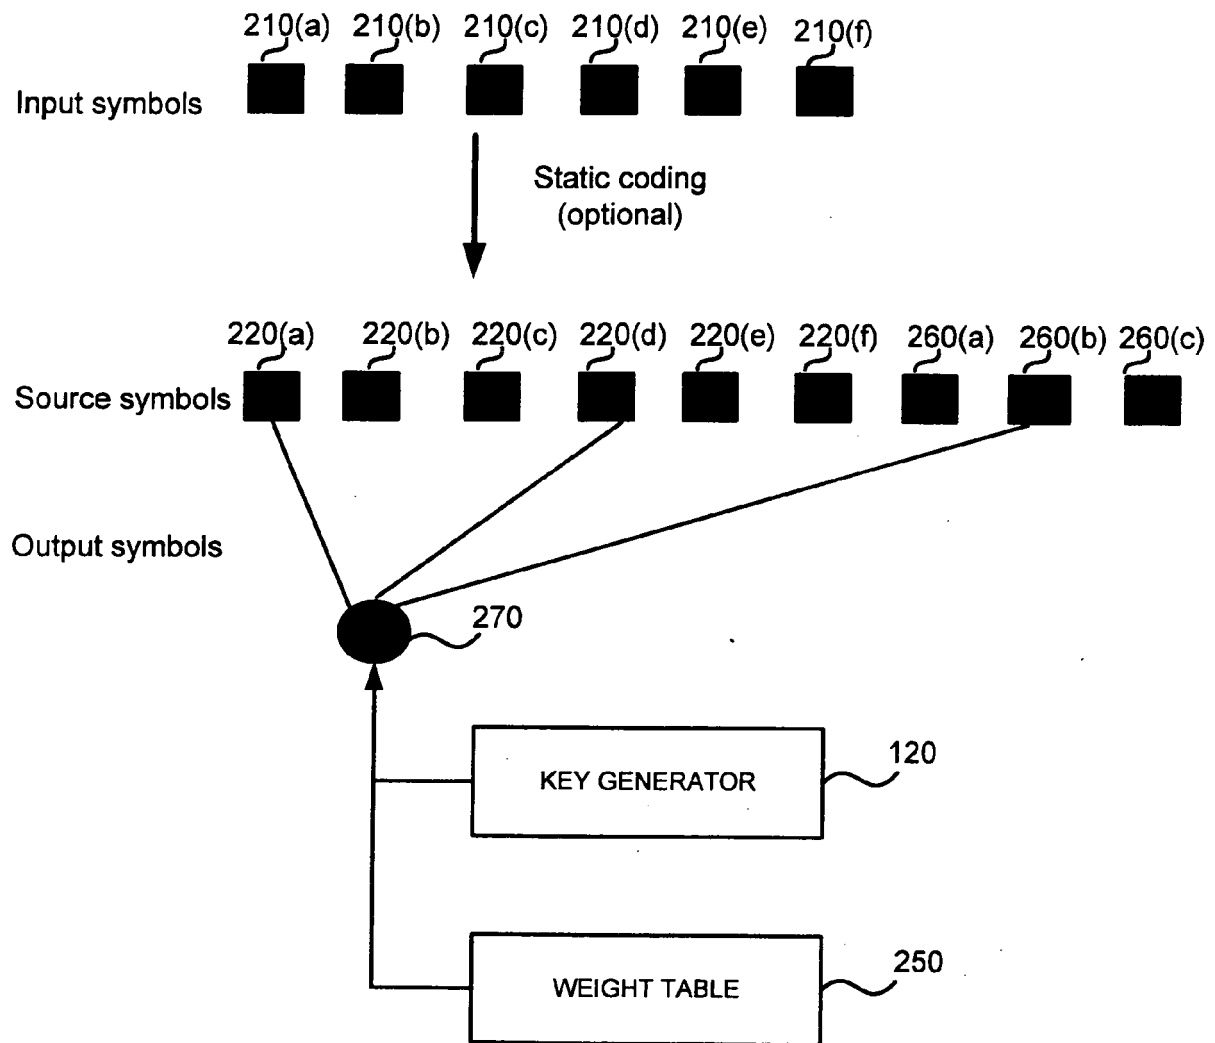 210(a) 210(b) 210(c) 210(d) 210(e) 210(f)
Input symbols
Static coding
(optional)
220(a) 220(b) 220(c) 220(d) 220(e) 220(f) 260(a) 260(b) 260(c)
Source symbols
Output symbols
270
120
KEY GENERATOR
250
WEIGHT TABLE